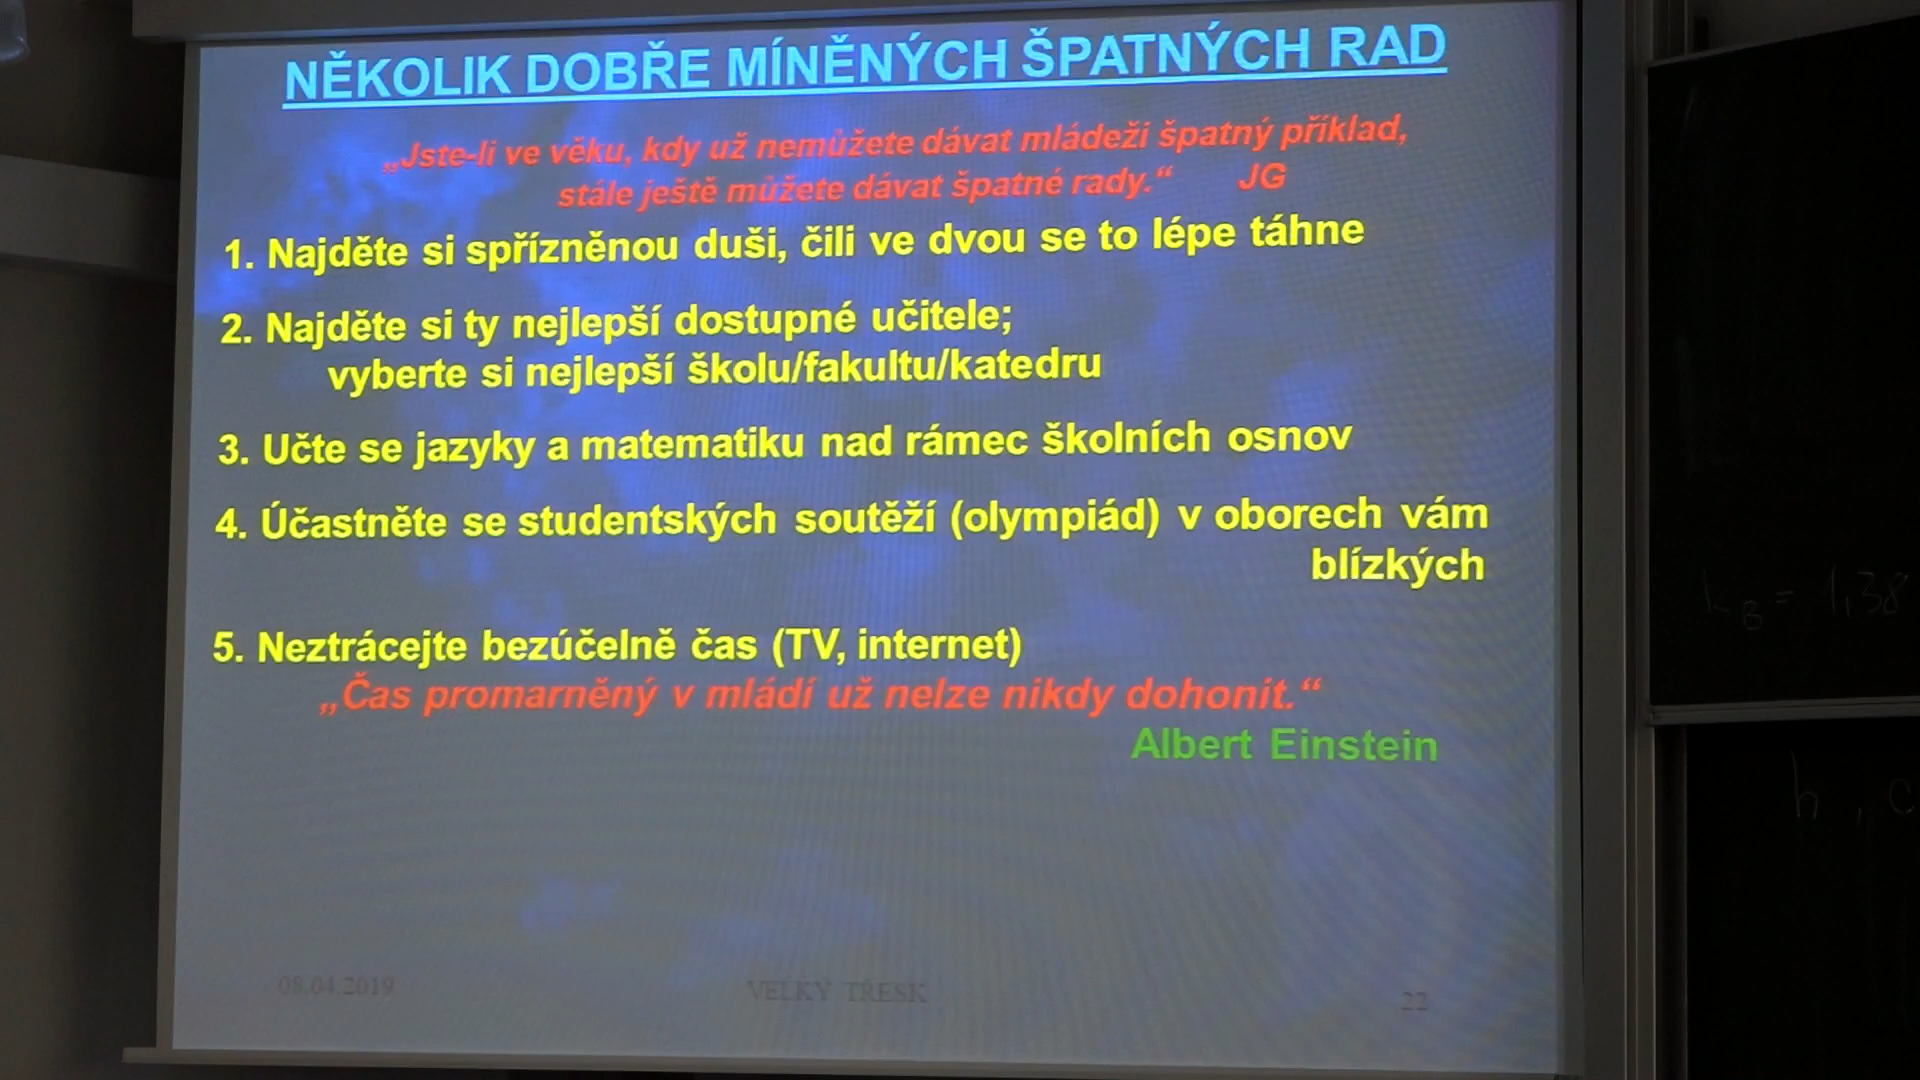 NĚKOLIK DOBŘE MÍNĚNÝCH ŠPATNÝCH RAD
„Jste-li ve věku, kdy už nemůžete dávat mládeži špatný příklad,
stále ještě můžete dávat špatné rady.“ JG
1. Najděte si spřízněnou duši, čili ve dvou se to lépe táhne
2. Najděte si ty nejlepší dostupné učitele;
vyberte si nejlepší školu/fakultu/katedru
3. Učte se jazyky a matematiku nad rámec školních osnov
4. Účastněte se studentských soutěží (olympiád) v oborech vám
blízkých
5. Neztrácejte bezúčelně čas (TV, internet)
„Čas promarněný v mládí už nelze nikdy dohonit.“
Albert Einstein
08.04.2019 VELKÝ TŘESK 22
k_B = 1,38
h, c